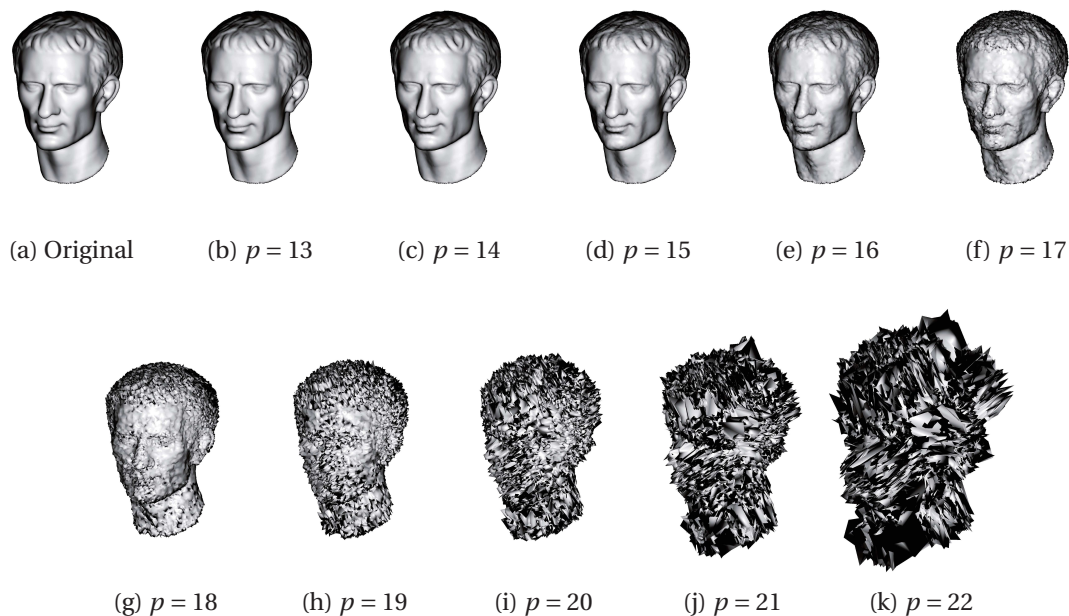 (a) Original (b) p = 13 (c) p = 14 (d) p = 15 (e) p = 16 (f) p = 17
(g) p = 18 (h) p = 19 (i) p = 20 (j) p = 21 (k) p = 22